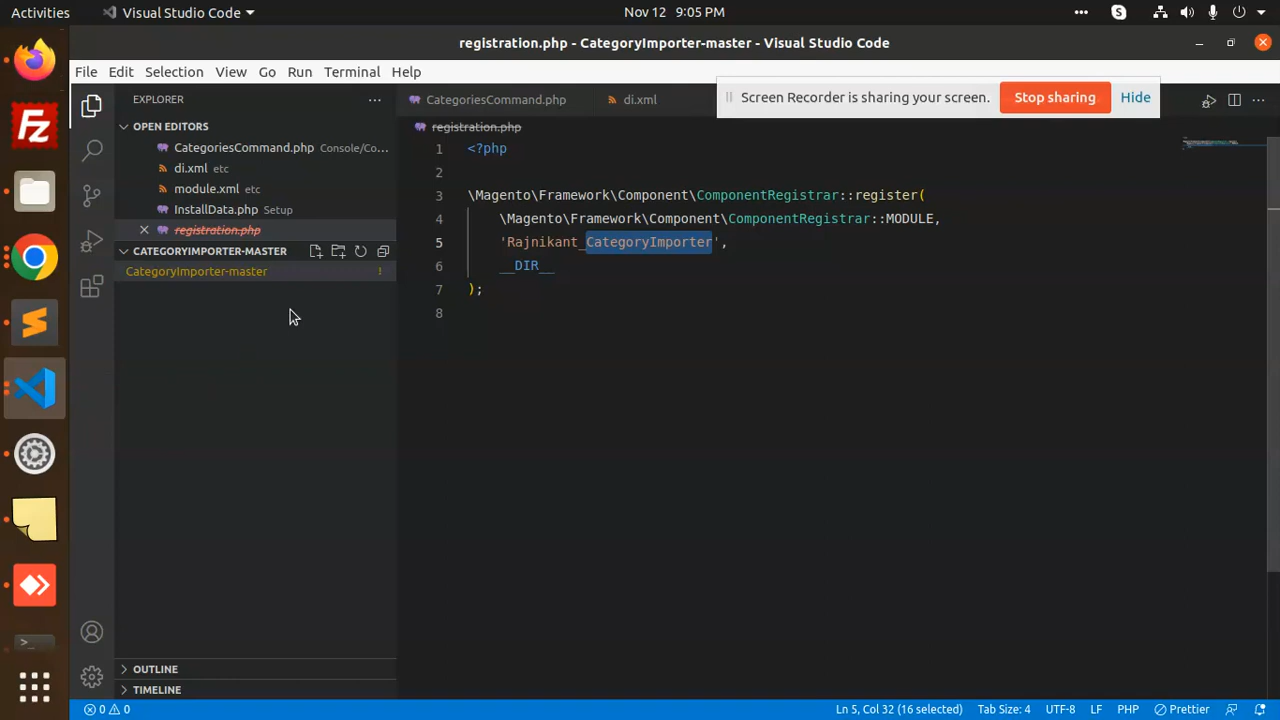 Activities
Visual Studio Code
Nov 12 9:05 PM
registration.php - CategoryImporter-master - Visual Studio Code
File Edit Selection View Go Run Terminal Help
Screen Recorder is sharing your screen.
Stop sharing
Hide
EXPLORER
OPEN EDITORS
CategoriesCommand.php Console/Co...
di.xml etc
module.xml etc
InstallData.php Setup
registration.php
CATEGORYIMPORTER-MASTER
CategoryImporter-master !
OUTLINE
TIMELINE
CategoriesCommand.php
di.xml
registration.php
1 <?php
2
3 \Magento\Framework\Component\ComponentRegistrar::register(
4 \Magento\Framework\Component\ComponentRegistrar::MODULE,
5 'Rajnikant_CategoryImporter',
6 __DIR__
7 );
8
0 0
Ln 5, Col 32 (16 selected)
Tab Size: 4
UTF-8
LF
PHP
Prettier